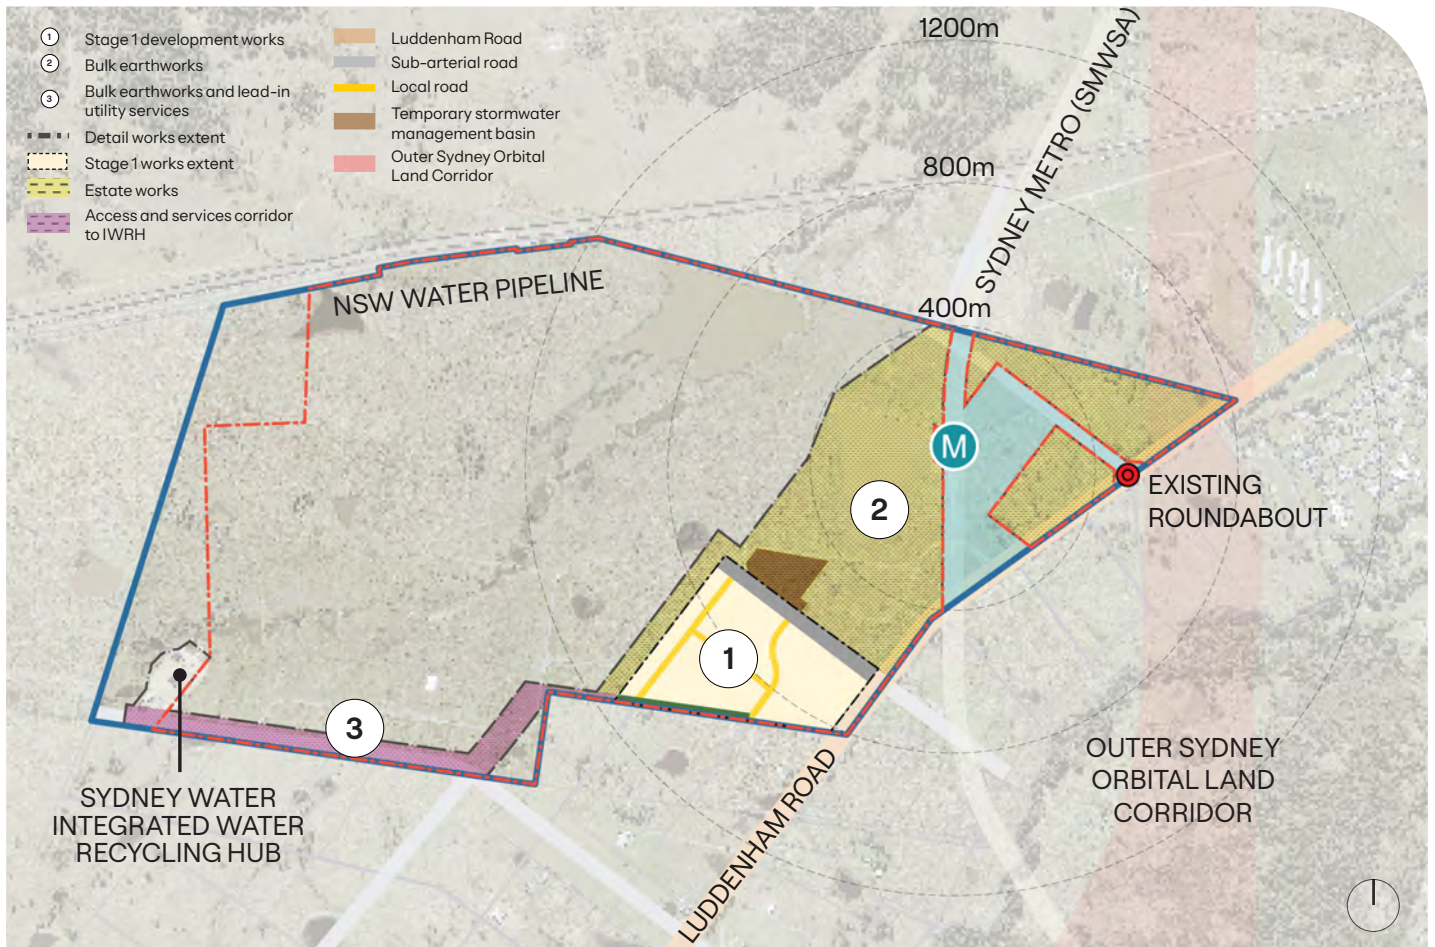 1 Stage 1 development works
2 Bulk earthworks
3 Bulk earthworks and lead-in
utility services
Detail works extent
Stage 1 works extent
Estate works
Access and services corridor
to IWRH
Luddenham Road
Sub-arterial road
Local road
Temporary stormwater
management basin
Outer Sydney Orbital
Land Corridor
1200m
800m
400m
SYDNEY METRO (SMWSA)
NSW WATER PIPELINE
M
2
EXISTING
ROUNDABOUT
1
3
SYDNEY WATER
INTEGRATED WATER
RECYCLING HUB
LUDDENHAM ROAD
OUTER SYDNEY
ORBITAL LAND
CORRIDOR